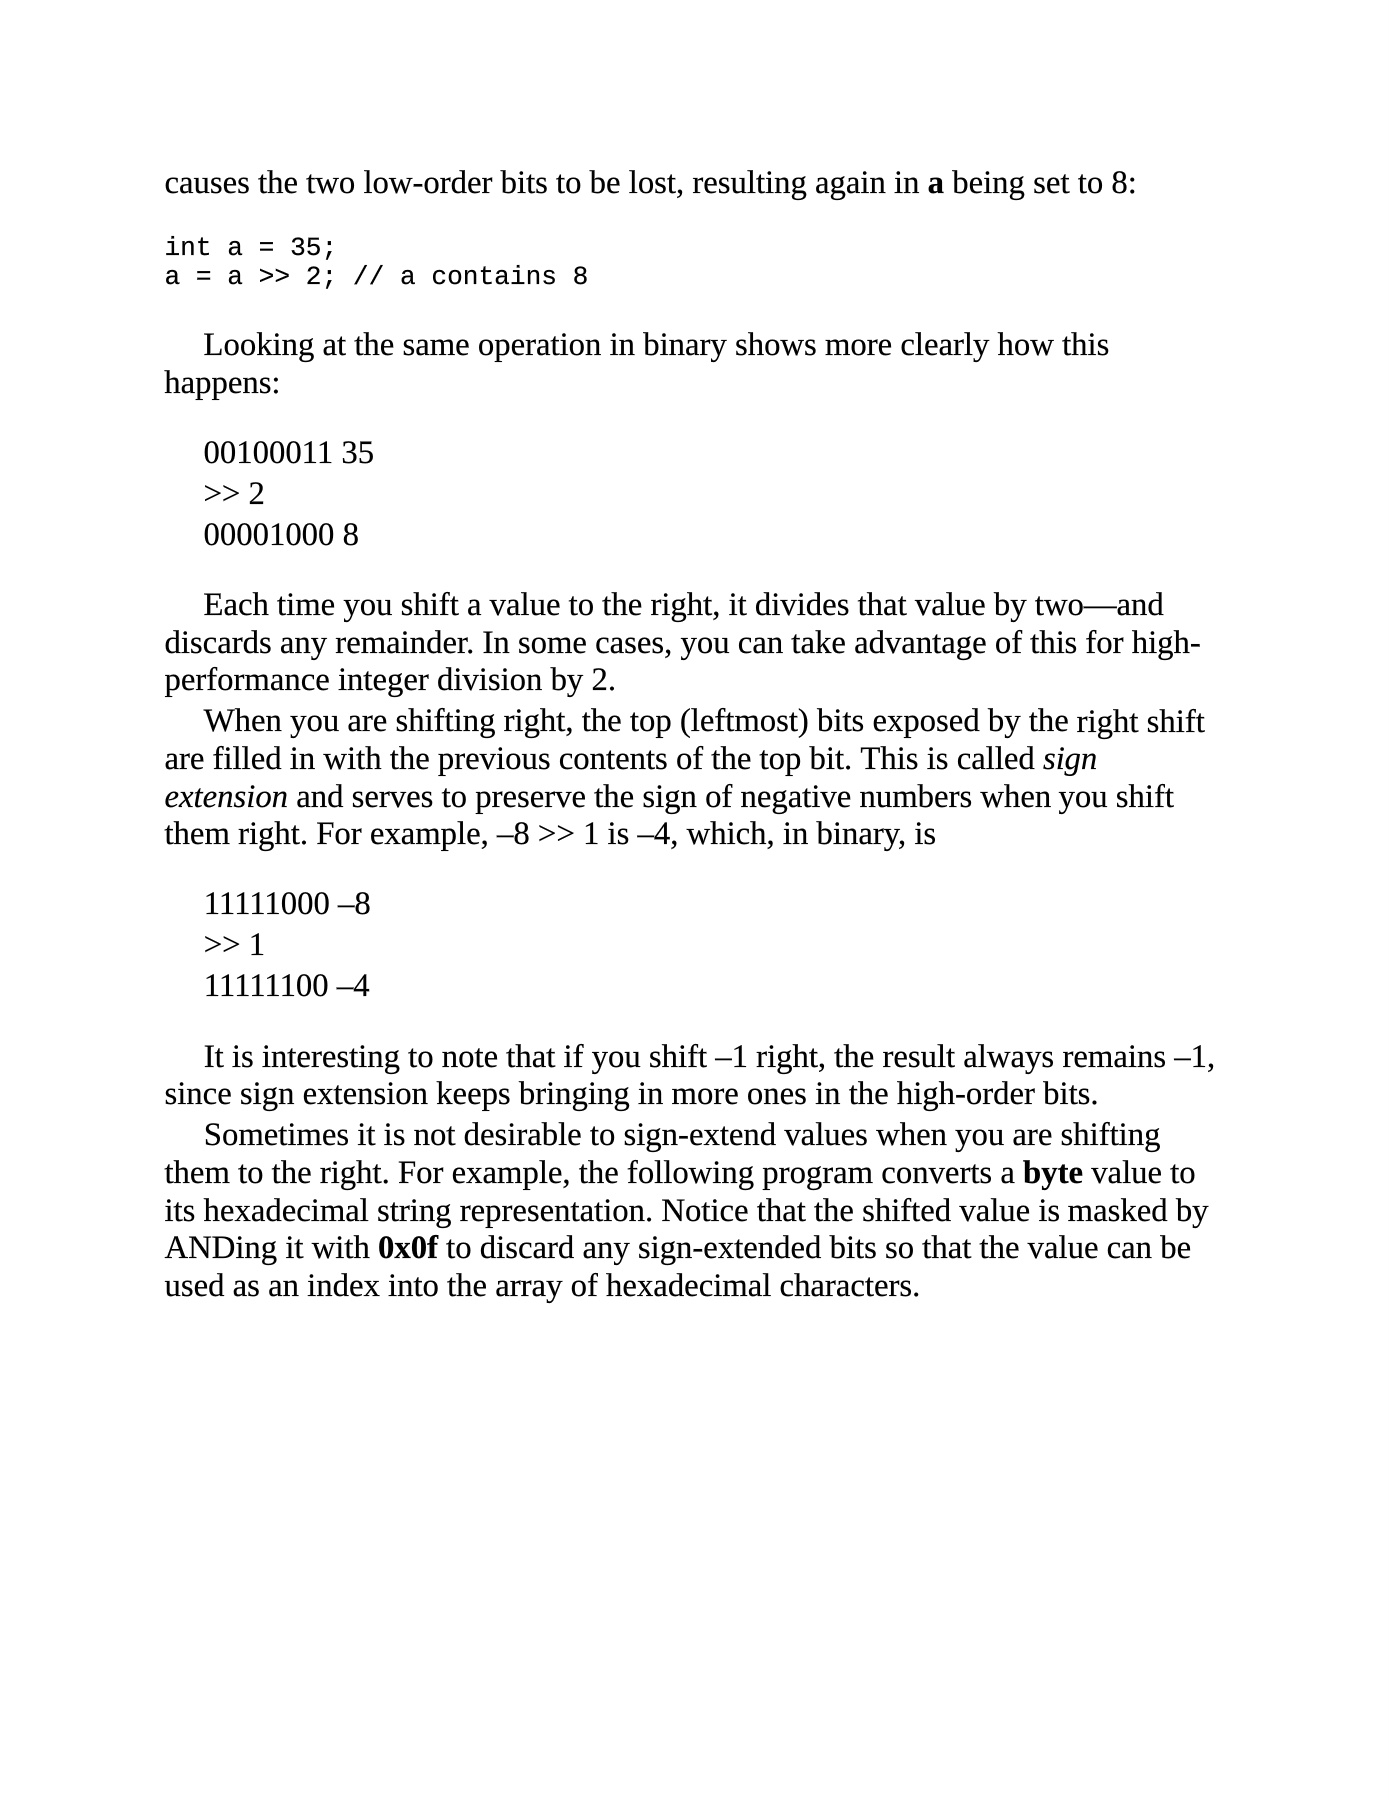 causes the two low-order bits to be lost, resulting again in a being set to 8:
int a = 35;
a = a >> 2; // a contains 8
Looking at the same operation in binary shows more clearly how this
happens:
00100011 35
>> 2
00001000 8
Each time you shift a value to the right, it divides that value by two—and
discards any remainder. In some cases, you can take advantage of this for high-
performance integer division by 2.
When you are shifting right, the top (leftmost) bits exposed by the right shift
are filled in with the previous contents of the top bit. This is called sign
extension and serves to preserve the sign of negative numbers when you shift
them right. For example, –8 >> 1 is –4, which, in binary, is
11111000 –8
>> 1
11111100 –4
It is interesting to note that if you shift –1 right, the result always remains –1,
since sign extension keeps bringing in more ones in the high-order bits.
Sometimes it is not desirable to sign-extend values when you are shifting
them to the right. For example, the following program converts a byte value to
its hexadecimal string representation. Notice that the shifted value is masked by
ANDing it with 0x0f to discard any sign-extended bits so that the value can be
used as an index into the array of hexadecimal characters.